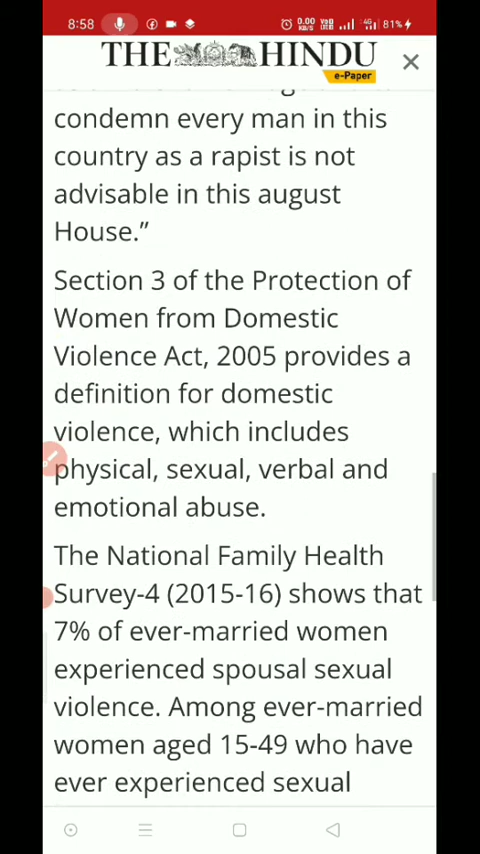 8:58
0.00
KB/S
4G
81%
THE HINDU
e-Paper
condemn every man in this
country as a rapist is not
advisable in this august
House.”
Section 3 of the Protection of
Women from Domestic
Violence Act, 2005 provides a
definition for domestic
violence, which includes
physical, sexual, verbal and
emotional abuse.
The National Family Health
Survey-4 (2015-16) shows that
7% of ever-married women
experienced spousal sexual
violence. Among ever-married
women aged 15-49 who have
ever experienced sexual